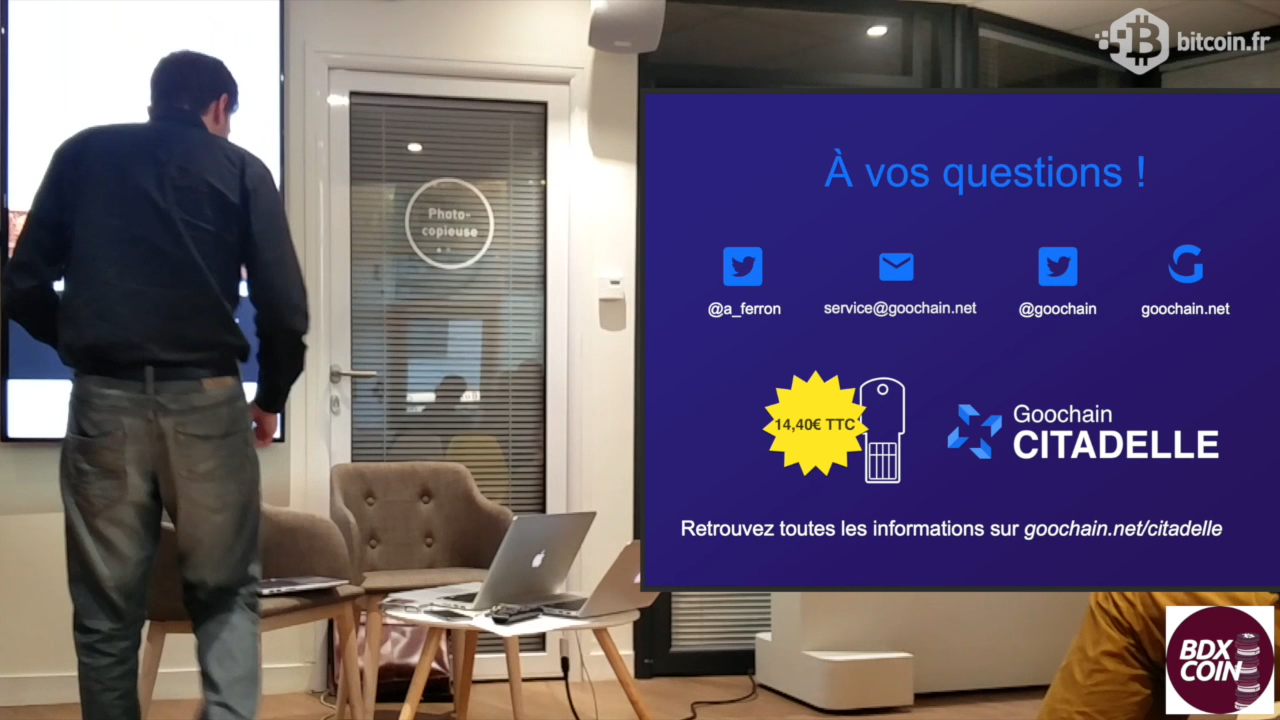 bitcoin.fr
À vos questions !
Photo-
copieuse
@a_ferron
service@goochain.net
@goochain
goochain.net
14,40€ TTC
Goochain
CITADELLE
Retrouvez toutes les informations sur goochain.net/citadelle
BDX
COIN